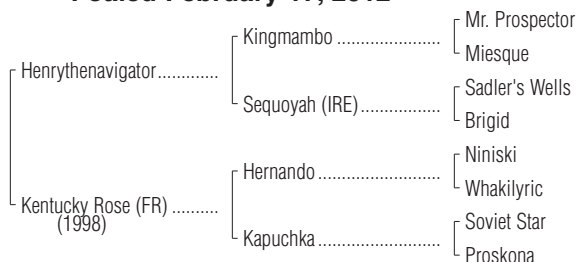 Foaled February 17, 2012
Mr. Prospector
Kingmambo ......................
Miesque
Henrythenavigator.............
Sadler's Wells
Sequoyah (IRE).................
Brigid
Niniski
Hernando ..........................
Whakilyric
Kentucky Rose (FR) ..........
(1998)
Soviet Star
Kapuchka..........................
Proskona